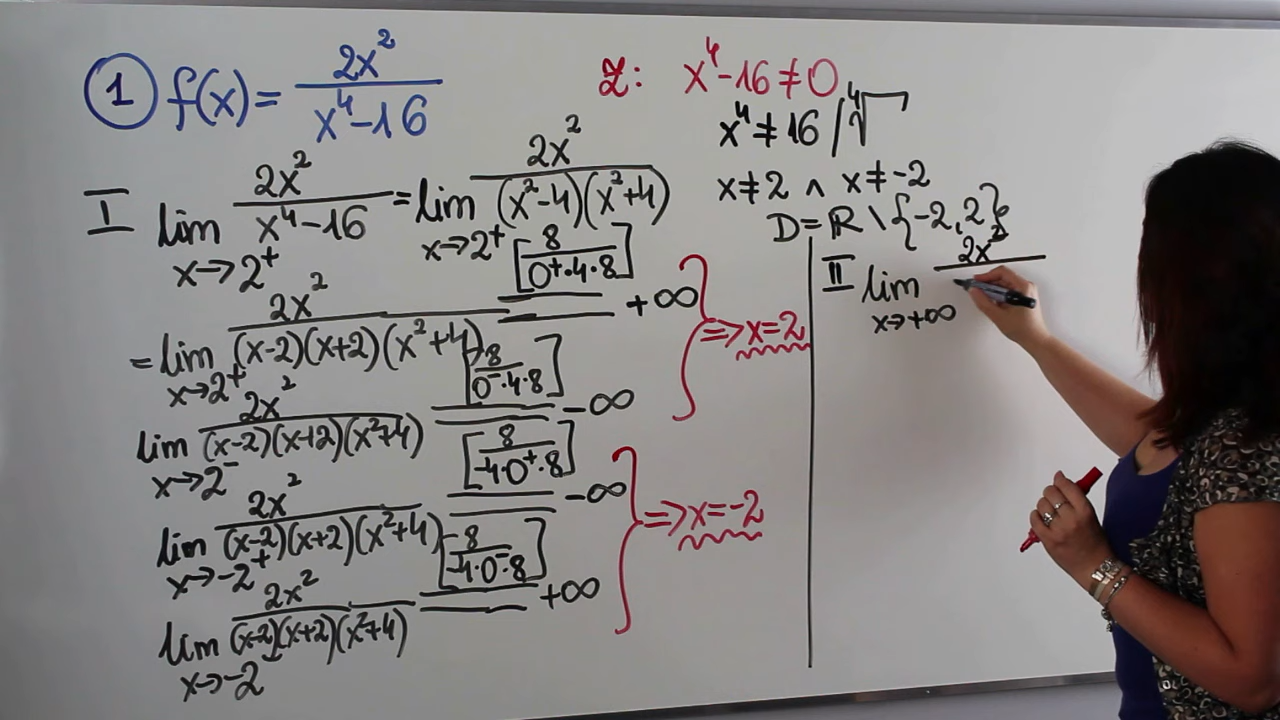 ① f(x) = 2x²/(x⁴-16)
Z: x⁴-16≠0
x⁴≠16 /⁴√
x≠2 ∧ x≠-2
D=ℝ\{-2,2}
I lim x→2⁺ 2x²/(x⁴-16) = lim x→2⁺ 2x²/((x²-4)(x²+4))
= lim x→2⁺ 2x²/((x-2)(x+2)(x²+4)) = [8/(0⁺·4·8)] = +∞
lim x→2⁻ 2x²/((x-2)(x+2)(x²+4)) = [8/(0⁻·4·8)] = -∞
⇒ x=2
lim x→-2⁺ 2x²/((x-2)(x+2)(x²+4)) = [8/(-4·0⁺·8)] = -∞
lim x→-2⁻ 2x²/((x-2)(x+2)(x²+4)) = [8/(-4·0⁻·8)] = +∞
⇒ x=-2
II lim x→+∞ 2x²